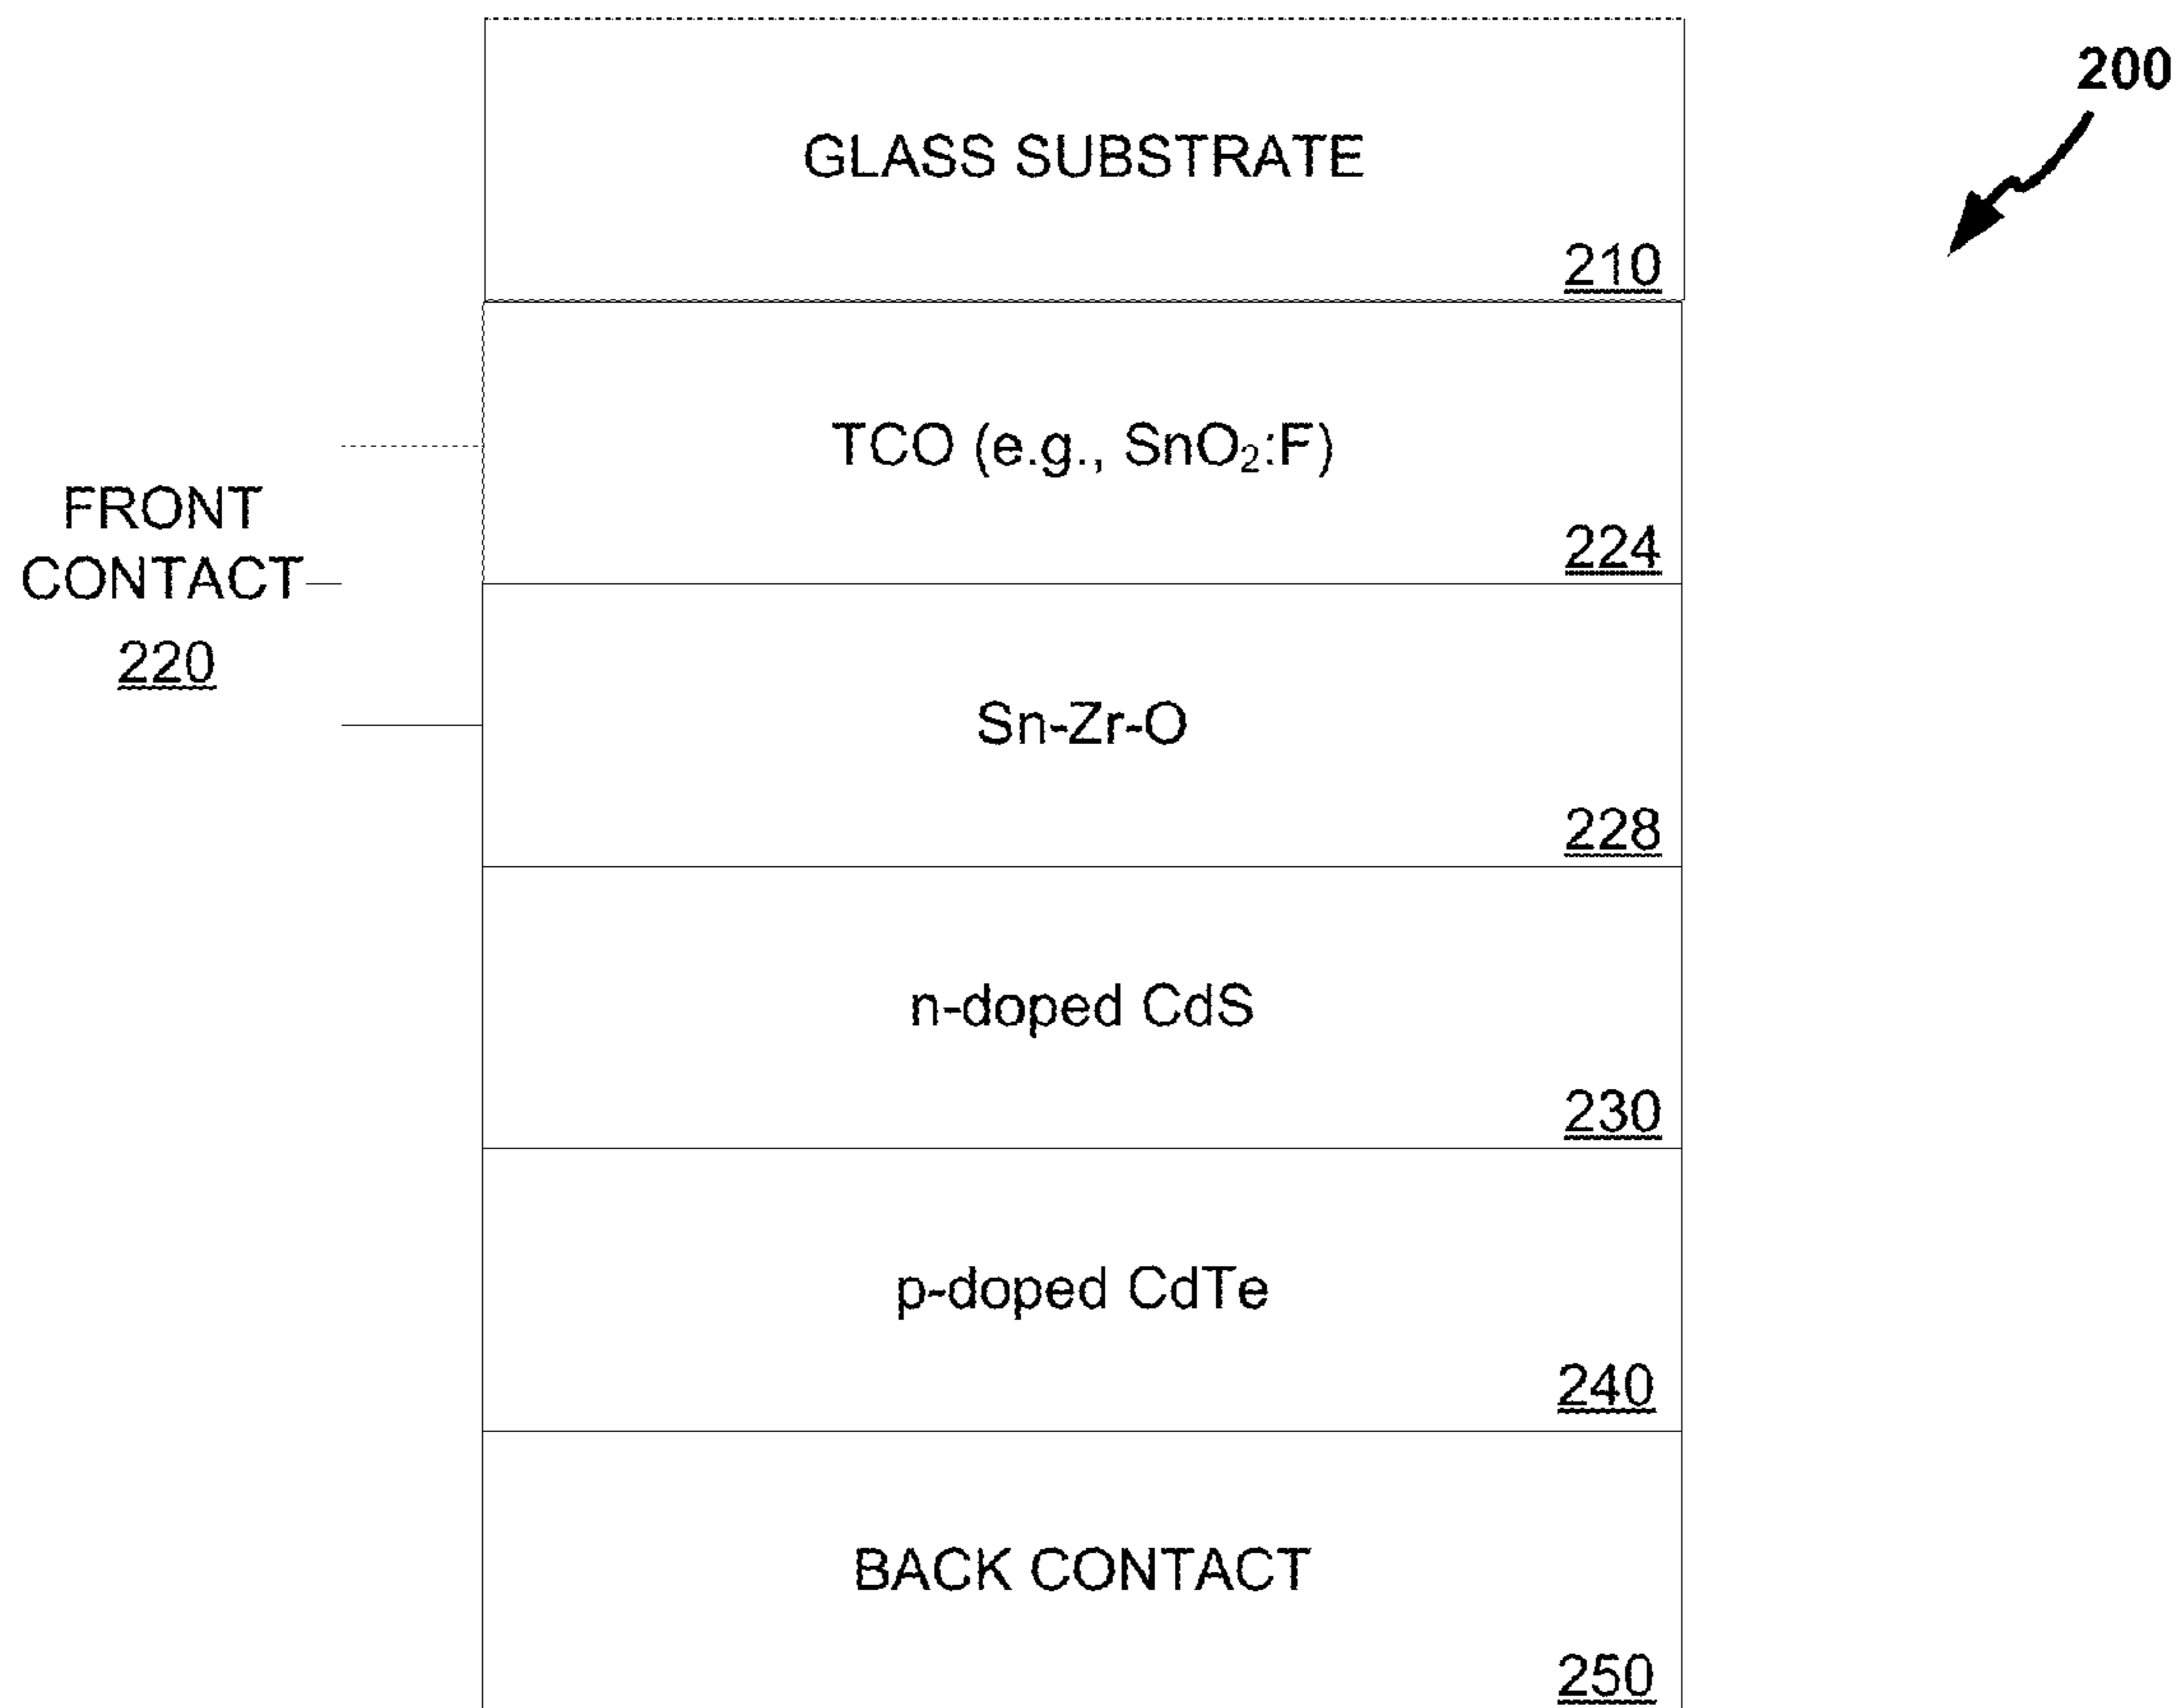 200
GLASS SUBSTRATE
210
TCO (e.g., SnO₂:F)
224
FRONT
CONTACT
220
Sn-Zr-O
228
n-doped CdS
230
p-doped CdTe
240
BACK CONTACT
250